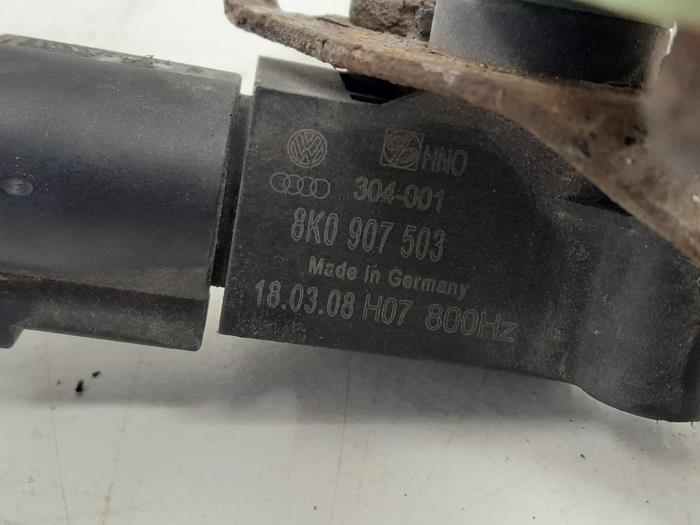 HNO
304-001
8K0 907 503
Made in Germany
18.03.08 H07 800Hz